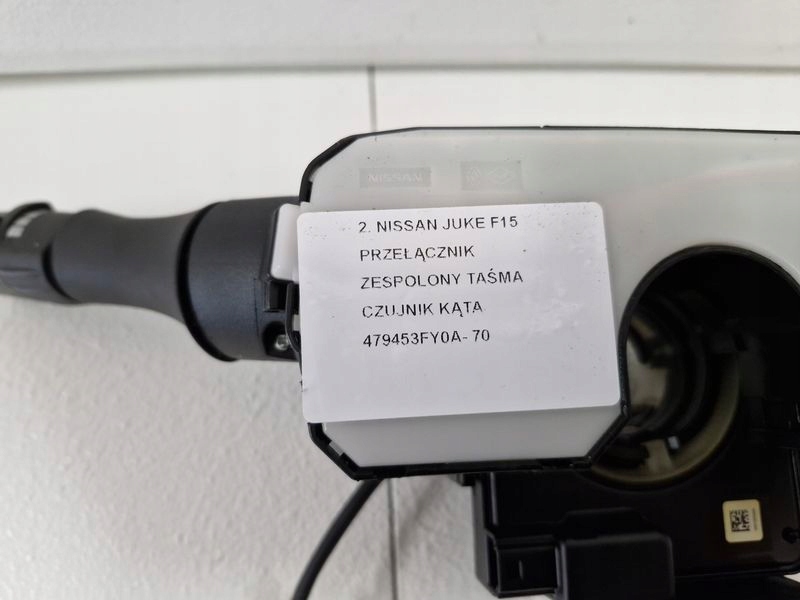 NISSAN
2. NISSAN JUKE F15
PRZEŁĄCZNIK
ZESPOLONY TAŚMA
CZUJNIK KĄTA
479453FY0A- 70